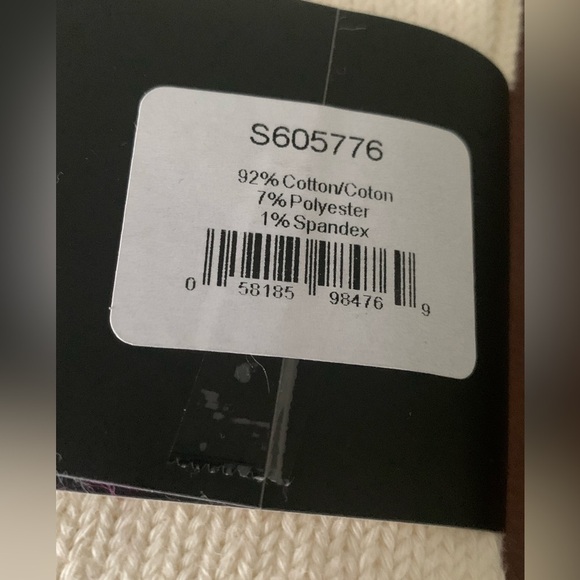 S605776
92% Cotton/Coton
7% Polyester
1% Spandex
0 58185 98476 9